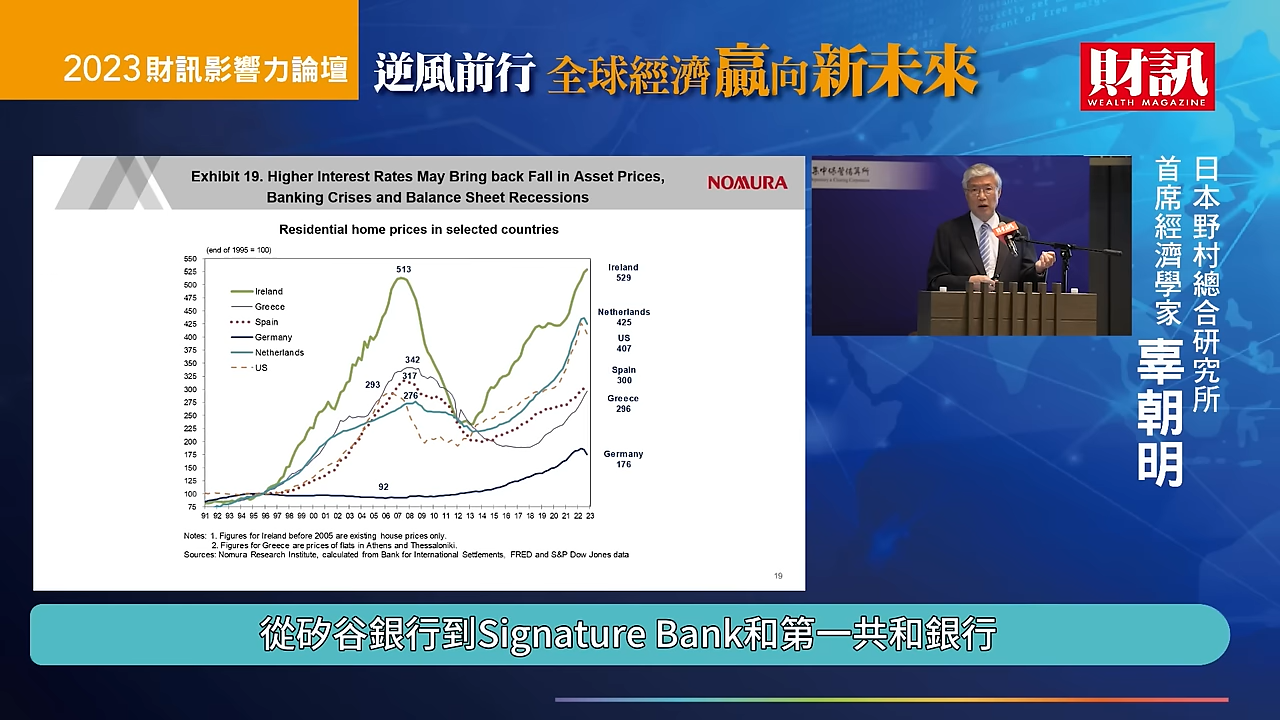 2023財訊影響力論壇
逆風前行 全球經濟贏向新未來
財訊
WEALTH MAGAZINE
Exhibit 19. Higher Interest Rates May Bring back Fall in Asset Prices,
Banking Crises and Balance Sheet Recessions
NOMURA
Residential home prices in selected countries
(end of 1995 = 100)
550
525
500
475
450
425
400
375
350
325
300
275
250
225
200
175
150
125
100
75
Ireland
Greece
Spain
Germany
Netherlands
US
513
342
317
293
276
92
Ireland
529
Netherlands
425
US
407
Spain
300
Greece
296
Germany
176
91 92 93 94 95 96 97 98 99 00 01 02 03 04 05 06 07 08 09 10 11 12 13 14 15 16 17 18 19 20 21 22 23
Notes: 1. Figures for Ireland before 2005 are existing house prices only.
2. Figures for Greece are prices of flats in Athens and Thessaloniki.
Sources: Nomura Research Institute, calculated from Bank for International Settlements, FRED and S&P Dow Jones data
19
財訊
日本野村總合研究所
首席經濟學家 辜朝明
從矽谷銀行到Signature Bank和第一共和銀行